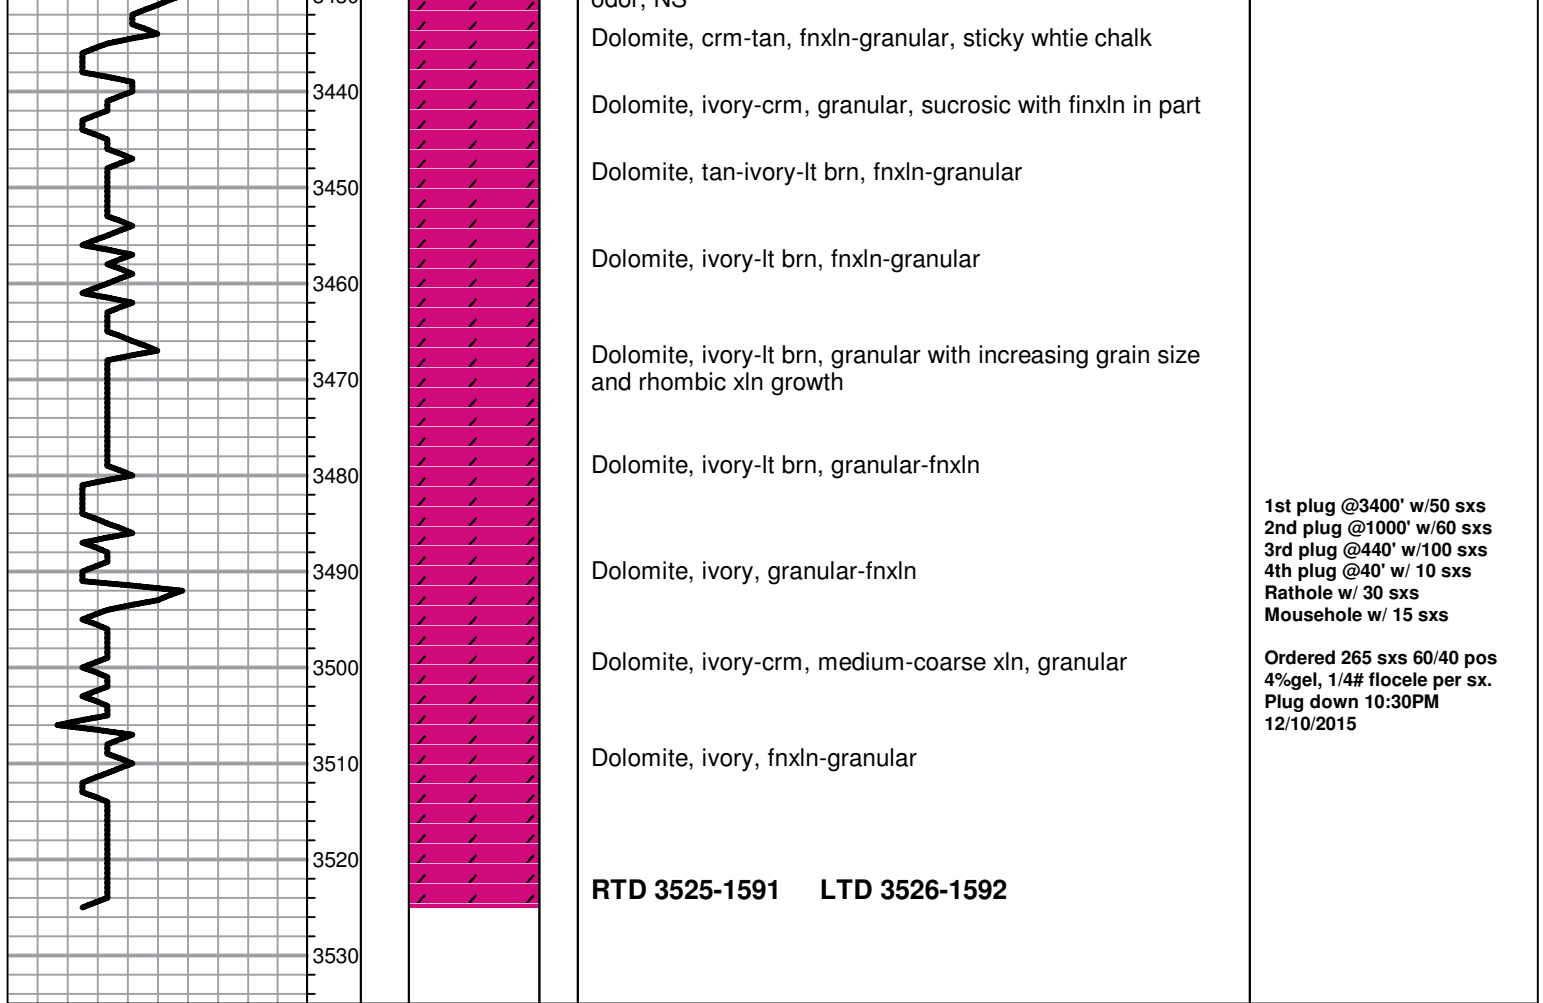 3430
odor, NS
Dolomite, crm-tan, fnxln-granular, sticky whtie chalk
3440
Dolomite, ivory-crm, granular, sucrosic with finxln in part
Dolomite, tan-ivory-lt brn, fnxln-granular
3450
Dolomite, ivory-lt brn, fnxln-granular
3460
Dolomite, ivory-lt brn, granular with increasing grain size
and rhombic xln growth
3470
Dolomite, ivory-lt brn, granular-fnxln
3480
1st plug @3400' w/50 sxs
2nd plug @1000' w/60 sxs
3rd plug @440' w/100 sxs
4th plug @40' w/ 10 sxs
Rathole w/ 30 sxs
Mousehole w/ 15 sxs
3490
Dolomite, ivory, granular-fnxln
Ordered 265 sxs 60/40 pos
4%gel, 1/4# flocele per sx.
Plug down 10:30PM
12/10/2015
3500
Dolomite, ivory-crm, medium-coarse xln, granular
3510
Dolomite, ivory, fnxln-granular
3520
RTD 3525-1591 LTD 3526-1592
3530